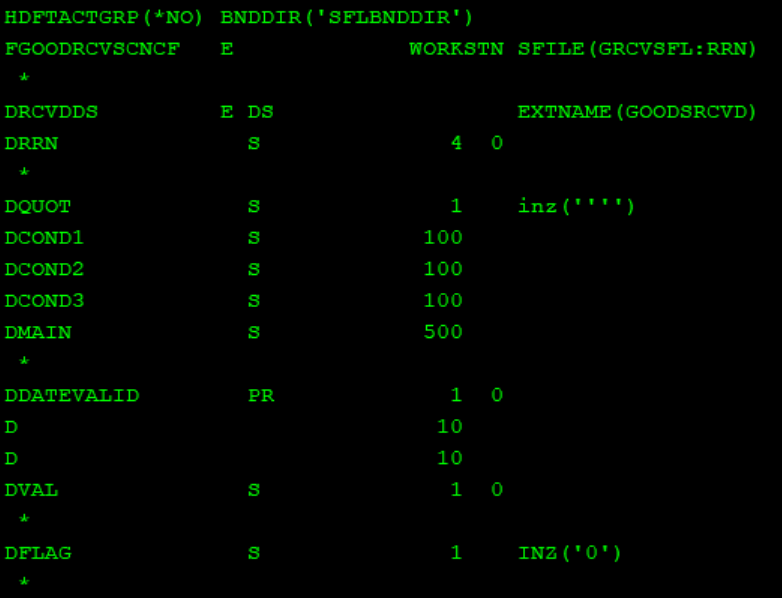 HDFTACTGRP(*NO) BNDDIR('SFLBNDDIR')
FGOODRCVSCNCF   E             WORKSTN SFILE(GRCVSFL:RRN)
 *
DRCVDDS         E DS                  EXTNAME(GOODSRCVD)
DRRN              S              4  0
 *
DQUOT             S              1    inz('''')
DCOND1            S            100
DCOND2            S            100
DCOND3            S            100
DMAIN             S            500
 *
DDATEVALID        PR             1  0
D                               10
D                               10
DVAL              S              1  0
 *
DFLAG             S              1    INZ('0')
 *